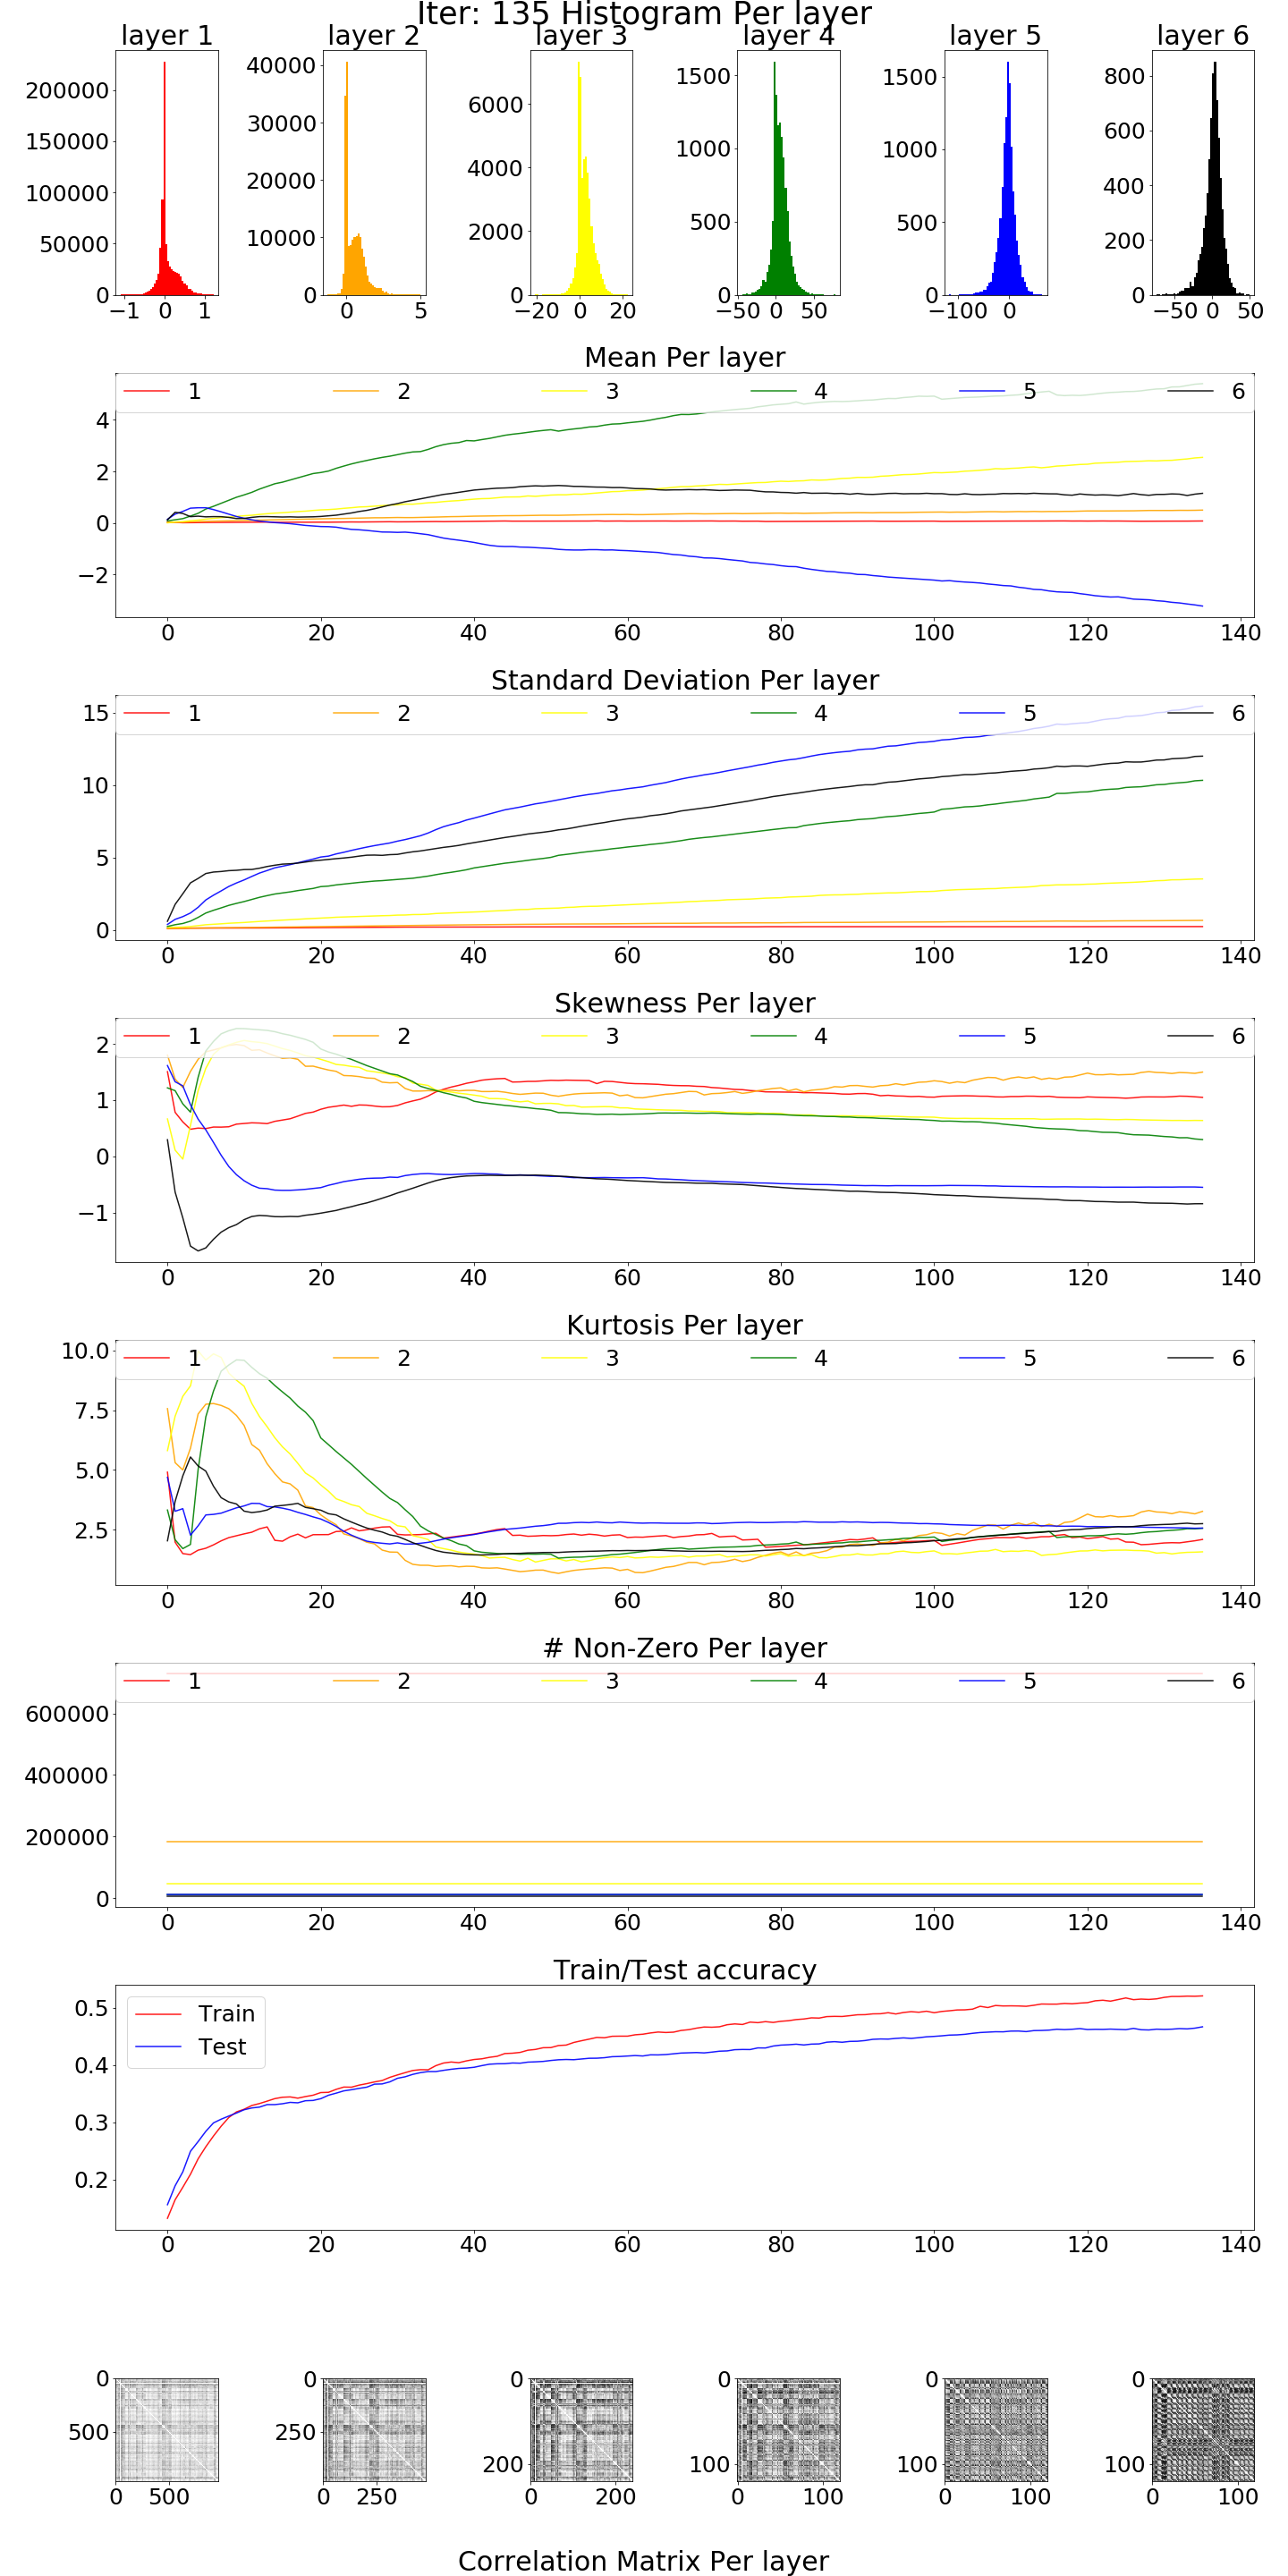 Iter: 135 Histogram Per layer
layer 1 layer 2 layer 3 layer 4 layer 5 layer 6
200000 150000 100000 50000 0
−1 0 1
40000 30000 20000 10000 0
0 5
6000 4000 2000 0
−20 0 20
1500 1000 500 0
−50 0 50
1500 1000 500 0
−100 0
800 600 400 200 0
−50 0 50
Mean Per layer
1 2 3 4 5 6
4
2
0
−2
0 20 40 60 80 100 120 140
Standard Deviation Per layer
1 2 3 4 5 6
15
10
5
0
0 20 40 60 80 100 120 140
Skewness Per layer
1 2 3 4 5 6
2
1
0
−1
0 20 40 60 80 100 120 140
Kurtosis Per layer
1 2 3 4 5 6
10.0
7.5
5.0
2.5
0 20 40 60 80 100 120 140
# Non-Zero Per layer
1 2 3 4 5 6
600000
400000
200000
0
0 20 40 60 80 100 120 140
Train/Test accuracy
Train
Test
0.5
0.4
0.3
0.2
0 20 40 60 80 100 120 140
0 500
0 500
0 250
0 250
0 200
0 200
0 100
0 100
0 100
0 100
0 100
0 100
Correlation Matrix Per layer